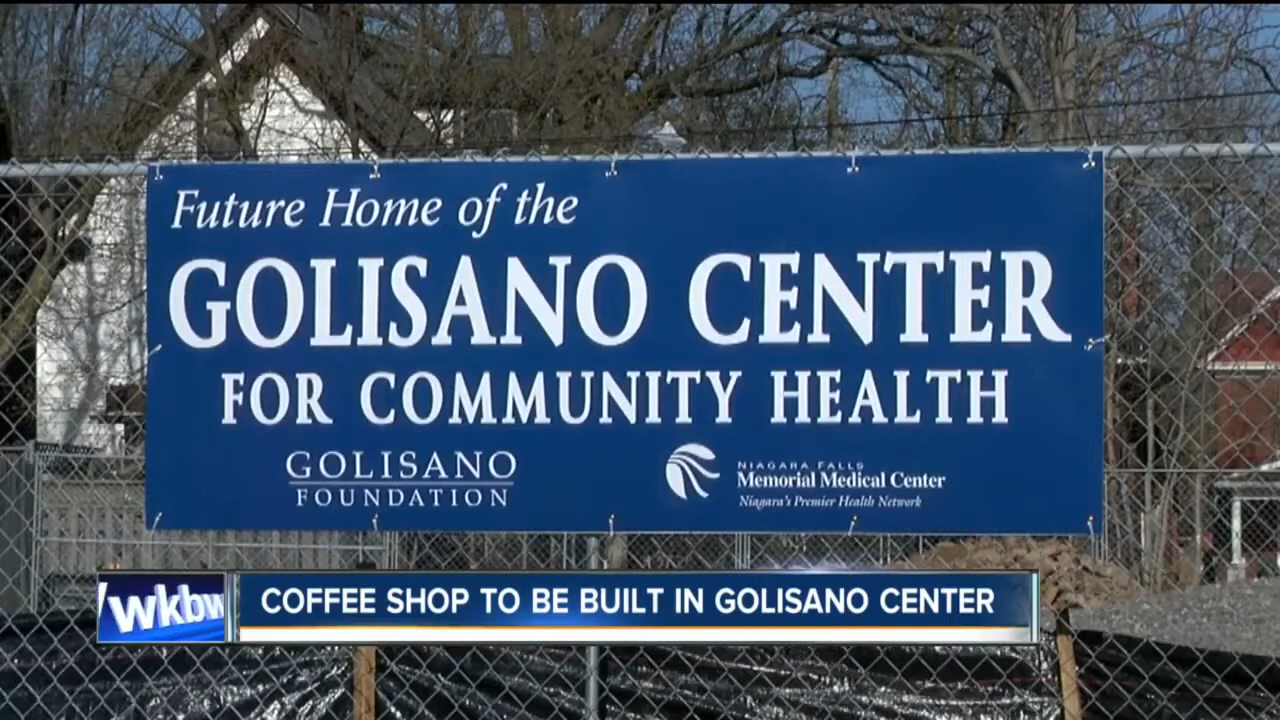 Future Home of the
GOLISANO CENTER
FOR COMMUNITY HEALTH
GOLISANO
FOUNDATION
NIAGARA FALLS
Memorial Medical Center
Niagara's Premier Health Network
wkbw
COFFEE SHOP TO BE BUILT IN GOLISANO CENTER